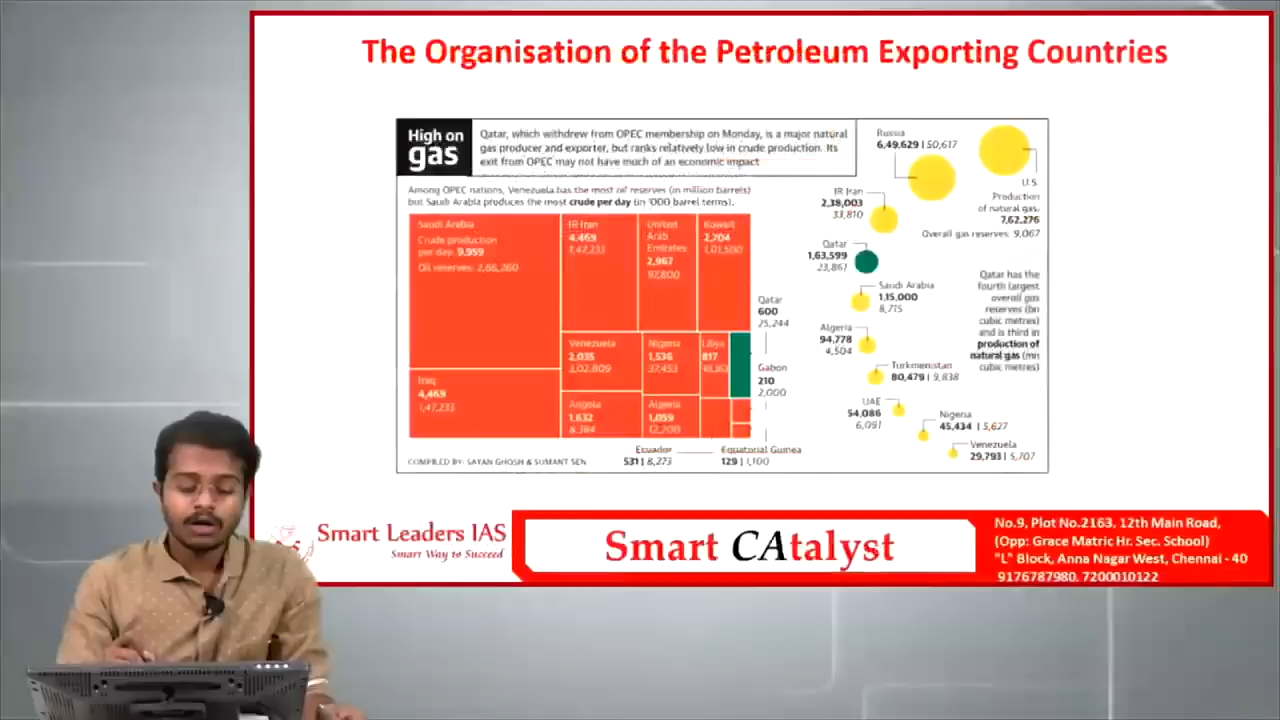 The Organisation of the Petroleum Exporting Countries
High on
gas
Qatar, which withdrew from OPEC membership on Monday, is a major natural
gas producer and exporter, but ranks relatively low in crude production. Its
exit from OPEC may not have much of an economic impact
Among OPEC nations, Venezuela has the most oil reserves (in million barrels)
but Saudi Arabia produces the most crude per day (in '000 barrel terms).
Saudi Arabia
Crude production
per day: 9,959
Oil reserves: 2,66,260
IR Iran
4,469
1,47,233
United
Arab
Emirates
2,967
97,800
Kuwait
2,704
1,01,500
Iraq
4,469
1,47,233
Venezuela
2,035
3,02,809
Nigeria
1,536
37,453
Libya
817
Angola
1,632
8,384
Algeria
1,059
12,200
Qatar
600
25,244
Gabon
210
2,000
Ecuador
531 | 8,273
Equatorial Guinea
129 | 1,100
COMPILED BY: SAYAN GHOSH & SUMANT SEN
Russia
6,49,629 | 50,617
U.S.
Production
of natural gas:
7,62,276
Overall gas reserves: 9,067
IR Iran
2,38,003
33,810
Qatar
1,63,599
23,861
Saudi Arabia
1,15,000
8,715
Algeria
94,778
4,504
Turkmenistan
80,479 | 9,838
UAE
54,086
6,091
Nigeria
45,434 | 5,627
Venezuela
29,793 | 5,707
Qatar has the
fourth largest
overall gas
reserves (bn
cubic metres)
and is third in
production of
natural gas (mn
cubic metres)
Smart Leaders IAS
Smart Way to Succeed
Smart CAtalyst
No.9, Plot No.2163, 12th Main Road,
(Opp: Grace Matric Hr. Sec. School)
"L" Block, Anna Nagar West, Chennai - 40
9176787980, 7200010122